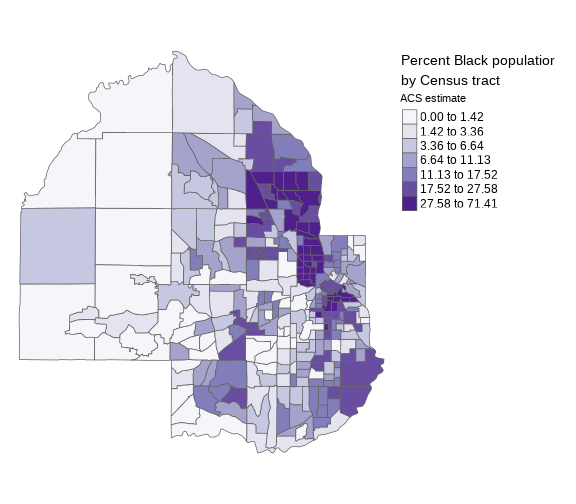 Percent Black population
by Census tract
ACS estimate
0.00 to 1.42
1.42 to 3.36
3.36 to 6.64
6.64 to 11.13
11.13 to 17.52
17.52 to 27.58
27.58 to 71.41